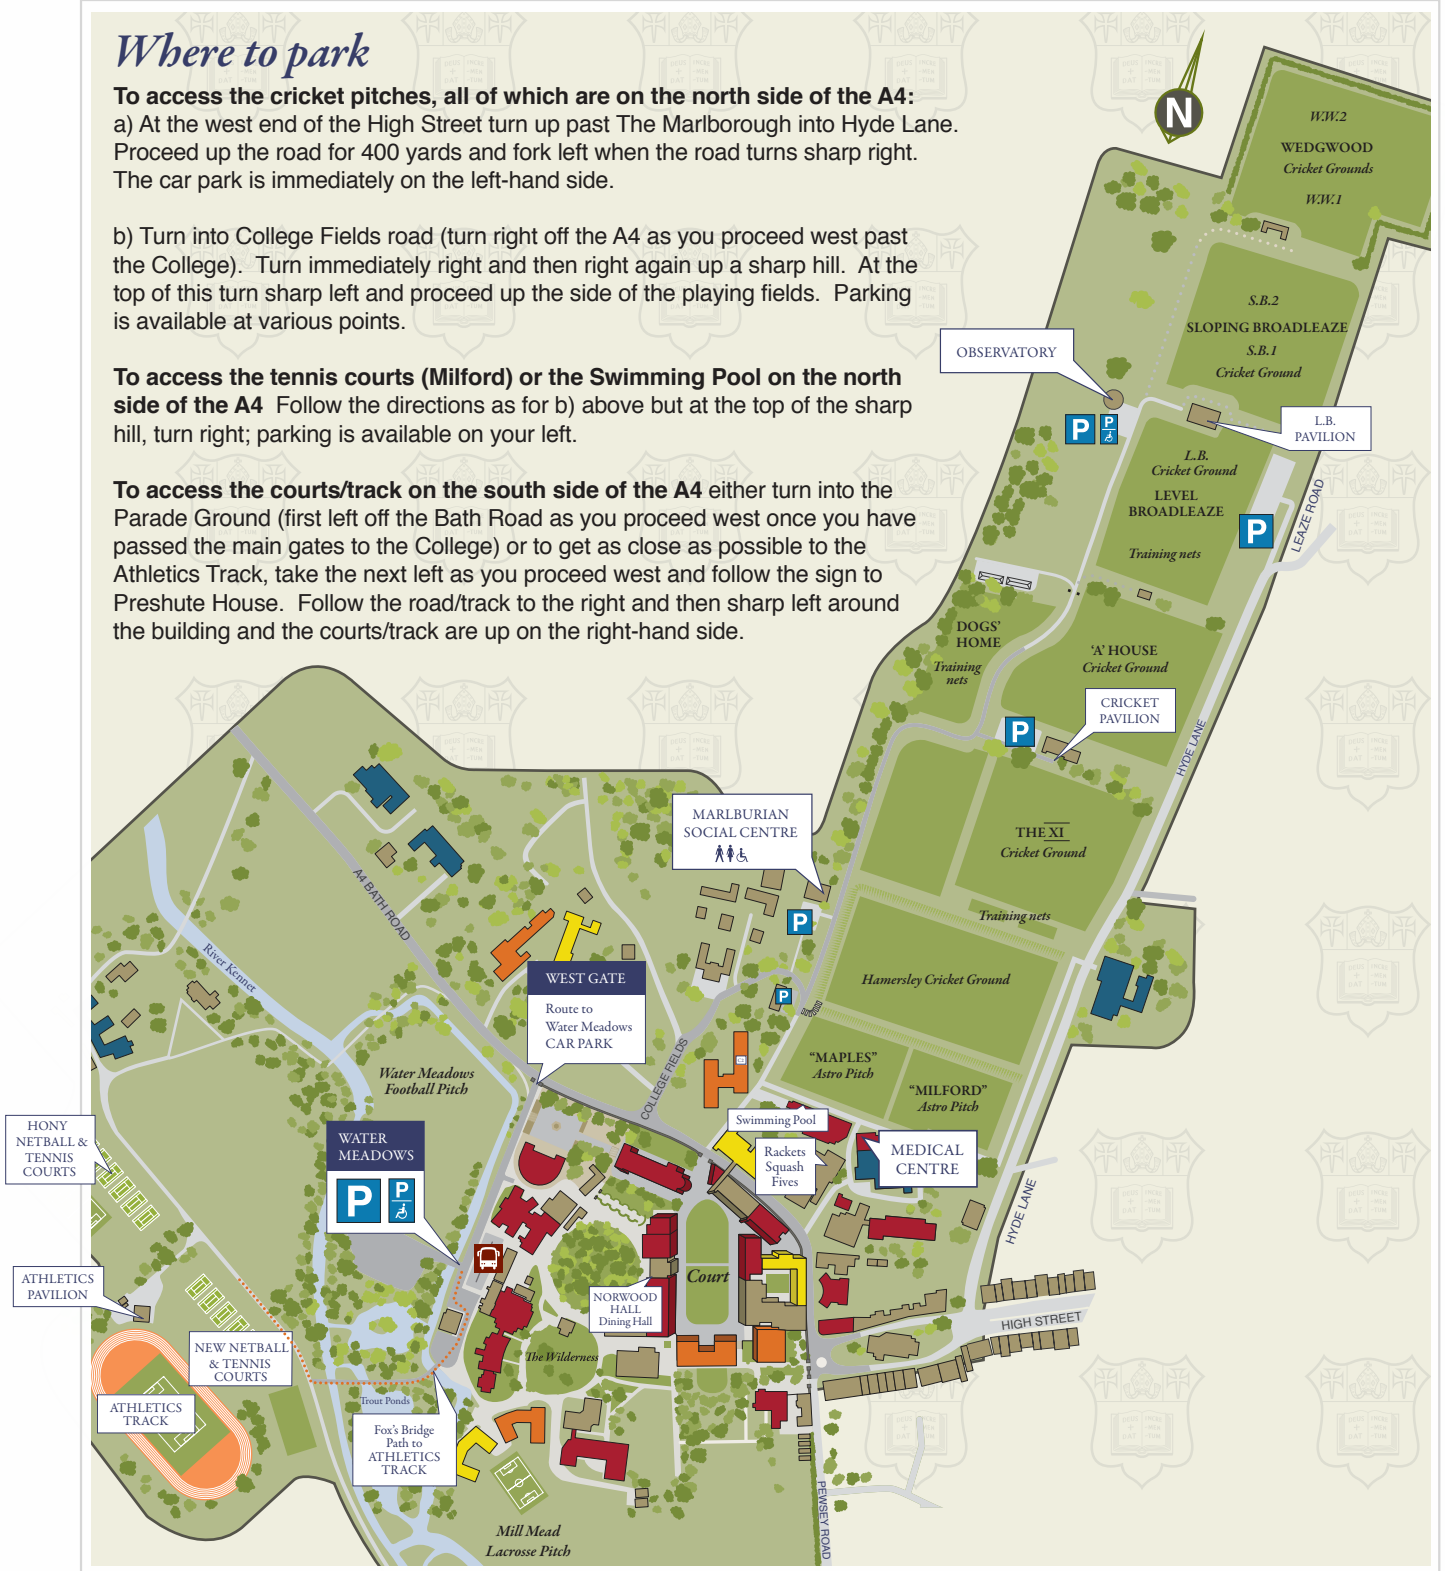 Where to park
To access the cricket pitches, all of which are on the north side of the A4:
a) At the west end of the High Street turn up past The Marlborough into Hyde Lane.
Proceed up the road for 400 yards and fork left when the road turns sharp right.
The car park is immediately on the left-hand side.
b) Turn into College Fields road (turn right off the A4 as you proceed west past
the College).  Turn immediately right and then right again up a sharp hill.  At the
top of this turn sharp left and proceed up the side of the playing fields.  Parking
is available at various points.
To access the tennis courts (Milford) or the Swimming Pool on the north
side of the A4  Follow the directions as for b) above but at the top of the sharp
hill, turn right; parking is available on your left.
To access the courts/track on the south side of the A4 either turn into the
Parade Ground (first left off the Bath Road as you proceed west once you have
passed the main gates to the College) or to get as close as possible to the
Athletics Track, take the next left as you proceed west and follow the sign to
Preshute House.  Follow the road/track to the right and then sharp left around
the building and the courts/track are up on the right-hand side.
N
W.W.2
WEDGWOOD
Cricket Grounds
W.W.1
S.B.2
SLOPING BROADLEAZE
S.B.1
Cricket Ground
OBSERVATORY
P
P
L.B.
PAVILION
L.B.
Cricket Ground
LEVEL
BROADLEAZE
Training nets
P
LEAZE ROAD
DOGS'
HOME
Training
nets
'A' HOUSE
Cricket Ground
CRICKET
PAVILION
P
HYDE LANE
MARLBURIAN
SOCIAL CENTRE
THE XI
Cricket Ground
Training nets
P
A4 BATH ROAD
River Kennet
WEST GATE
Route to
Water Meadows
CAR PARK
Hamersley Cricket Ground
P
COLLEGE FIELDS
"MAPLES"
Astro Pitch
"MILFORD"
Astro Pitch
Water Meadows
Football Pitch
Swimming Pool
Rackets
Squash
Fives
MEDICAL
CENTRE
HONY
NETBALL &
TENNIS
COURTS
WATER
MEADOWS
P
P
HYDE LANE
ATHLETICS
PAVILION
Court
NORWOOD
HALL
Dining Hall
HIGH STREET
NEW NETBALL
& TENNIS
COURTS
The Wilderness
ATHLETICS
TRACK
Trout Ponds
Fox's Bridge
Path to
ATHLETICS
TRACK
PEWSEY ROAD
Mill Mead
Lacrosse Pitch